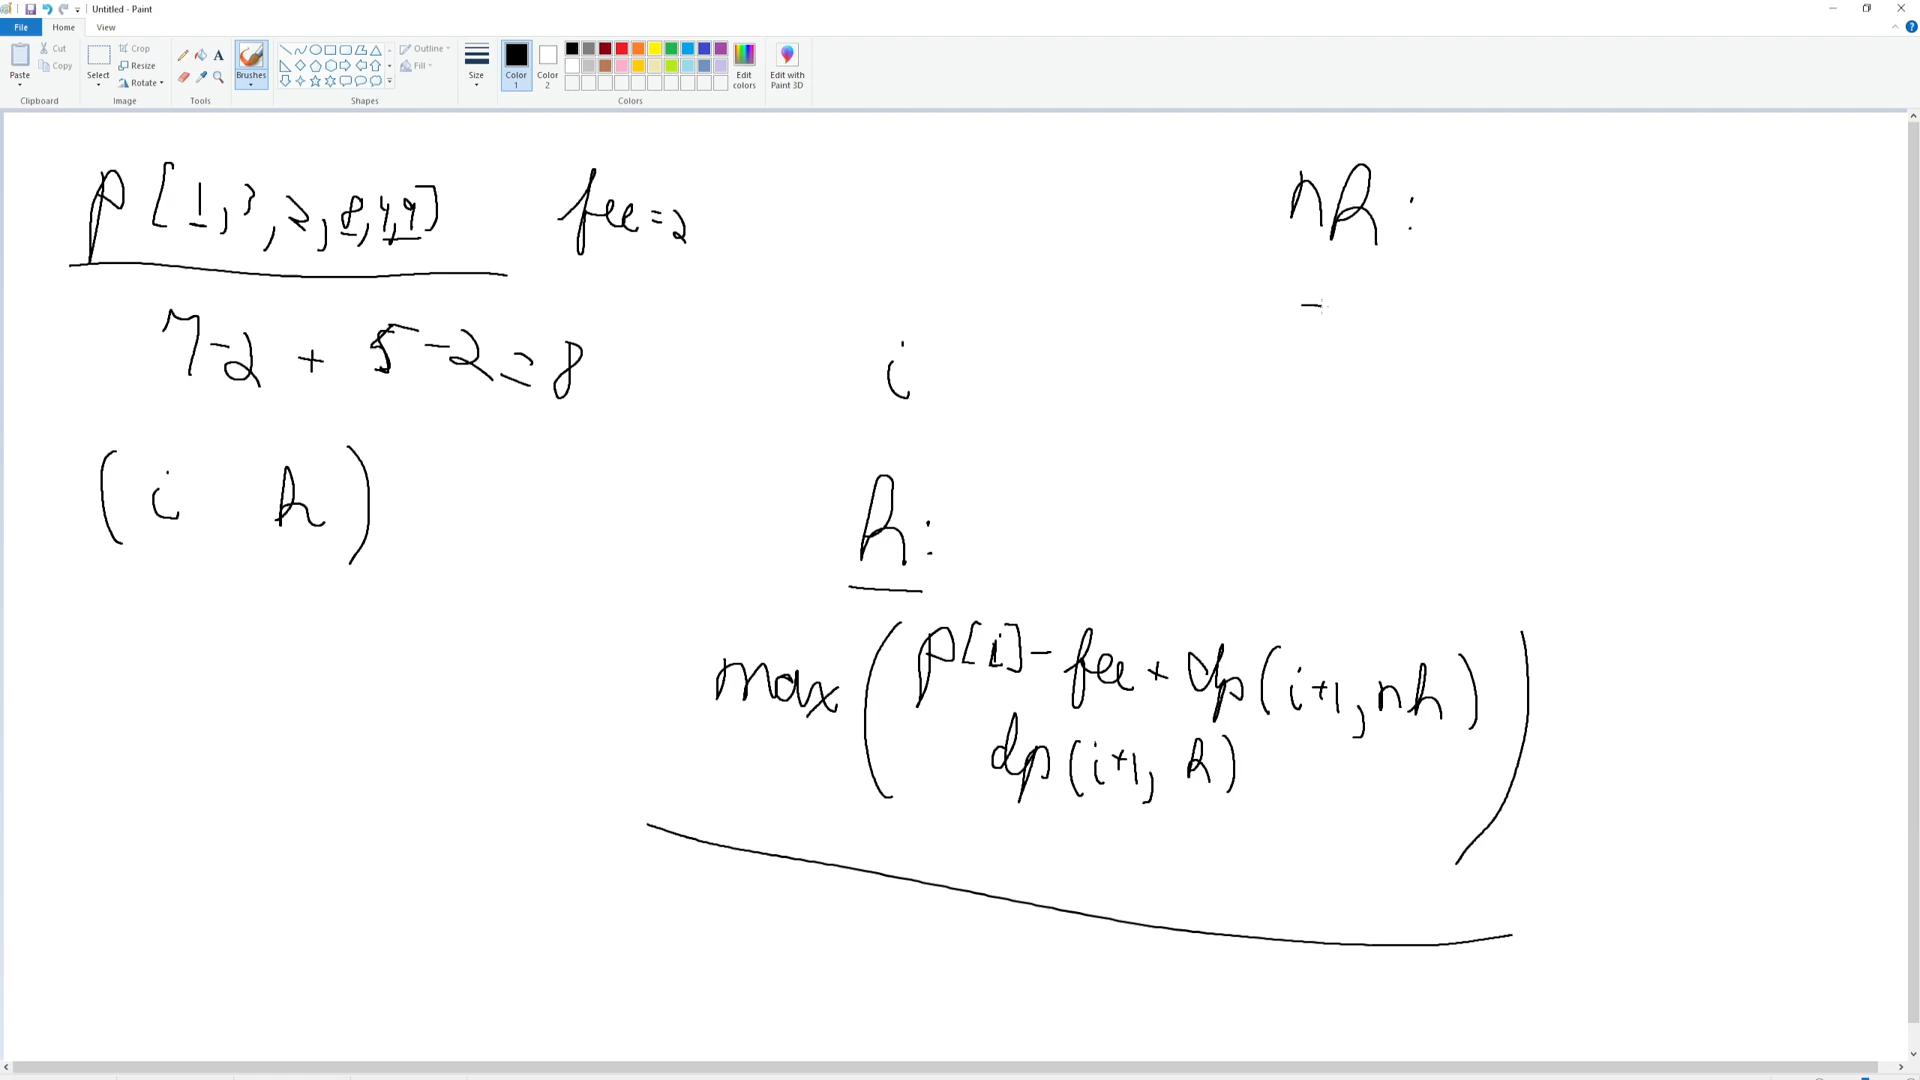 Untitled - Paint
File Home View
Paste
Cut
Copy
Clipboard
Select
Crop
Resize
Rotate
Image
Tools
Brushes
Shapes
Outline
Fill
Size
Color 1
Color 2
Colors
Edit colors
Edit with Paint 3D
p [1, 3, 2, 8, 4, 9] fee = 2
7 - 2 + 5 - 2 = 8
(i h)
i
nh:
-
h:
max ( p[i] - fee + dp(i+1, nh)
dp(i+1, h) )